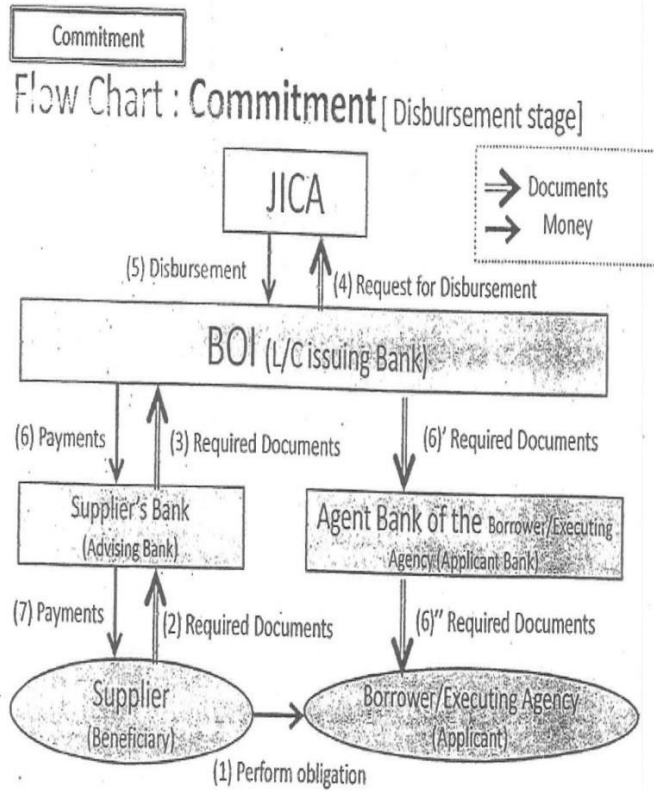 Commitment
Flow Chart : Commitment [ Disbursement stage]
Documents
Money
JICA
(5) Disbursement
(4) Request for Disbursement
BOI (L/C issuing Bank)
(6) Payments
(3) Required Documents
(6)' Required Documents
Supplier's Bank
(Advising Bank)
Agent Bank of the Borrower/Executing
Agency (Applicant Bank)
(7) Payments
(2) Required Documents
(6)" Required Documents
Supplier
(Beneficiary)
Borrower/Executing Agency
(Applicant)
(1) Perform obligation